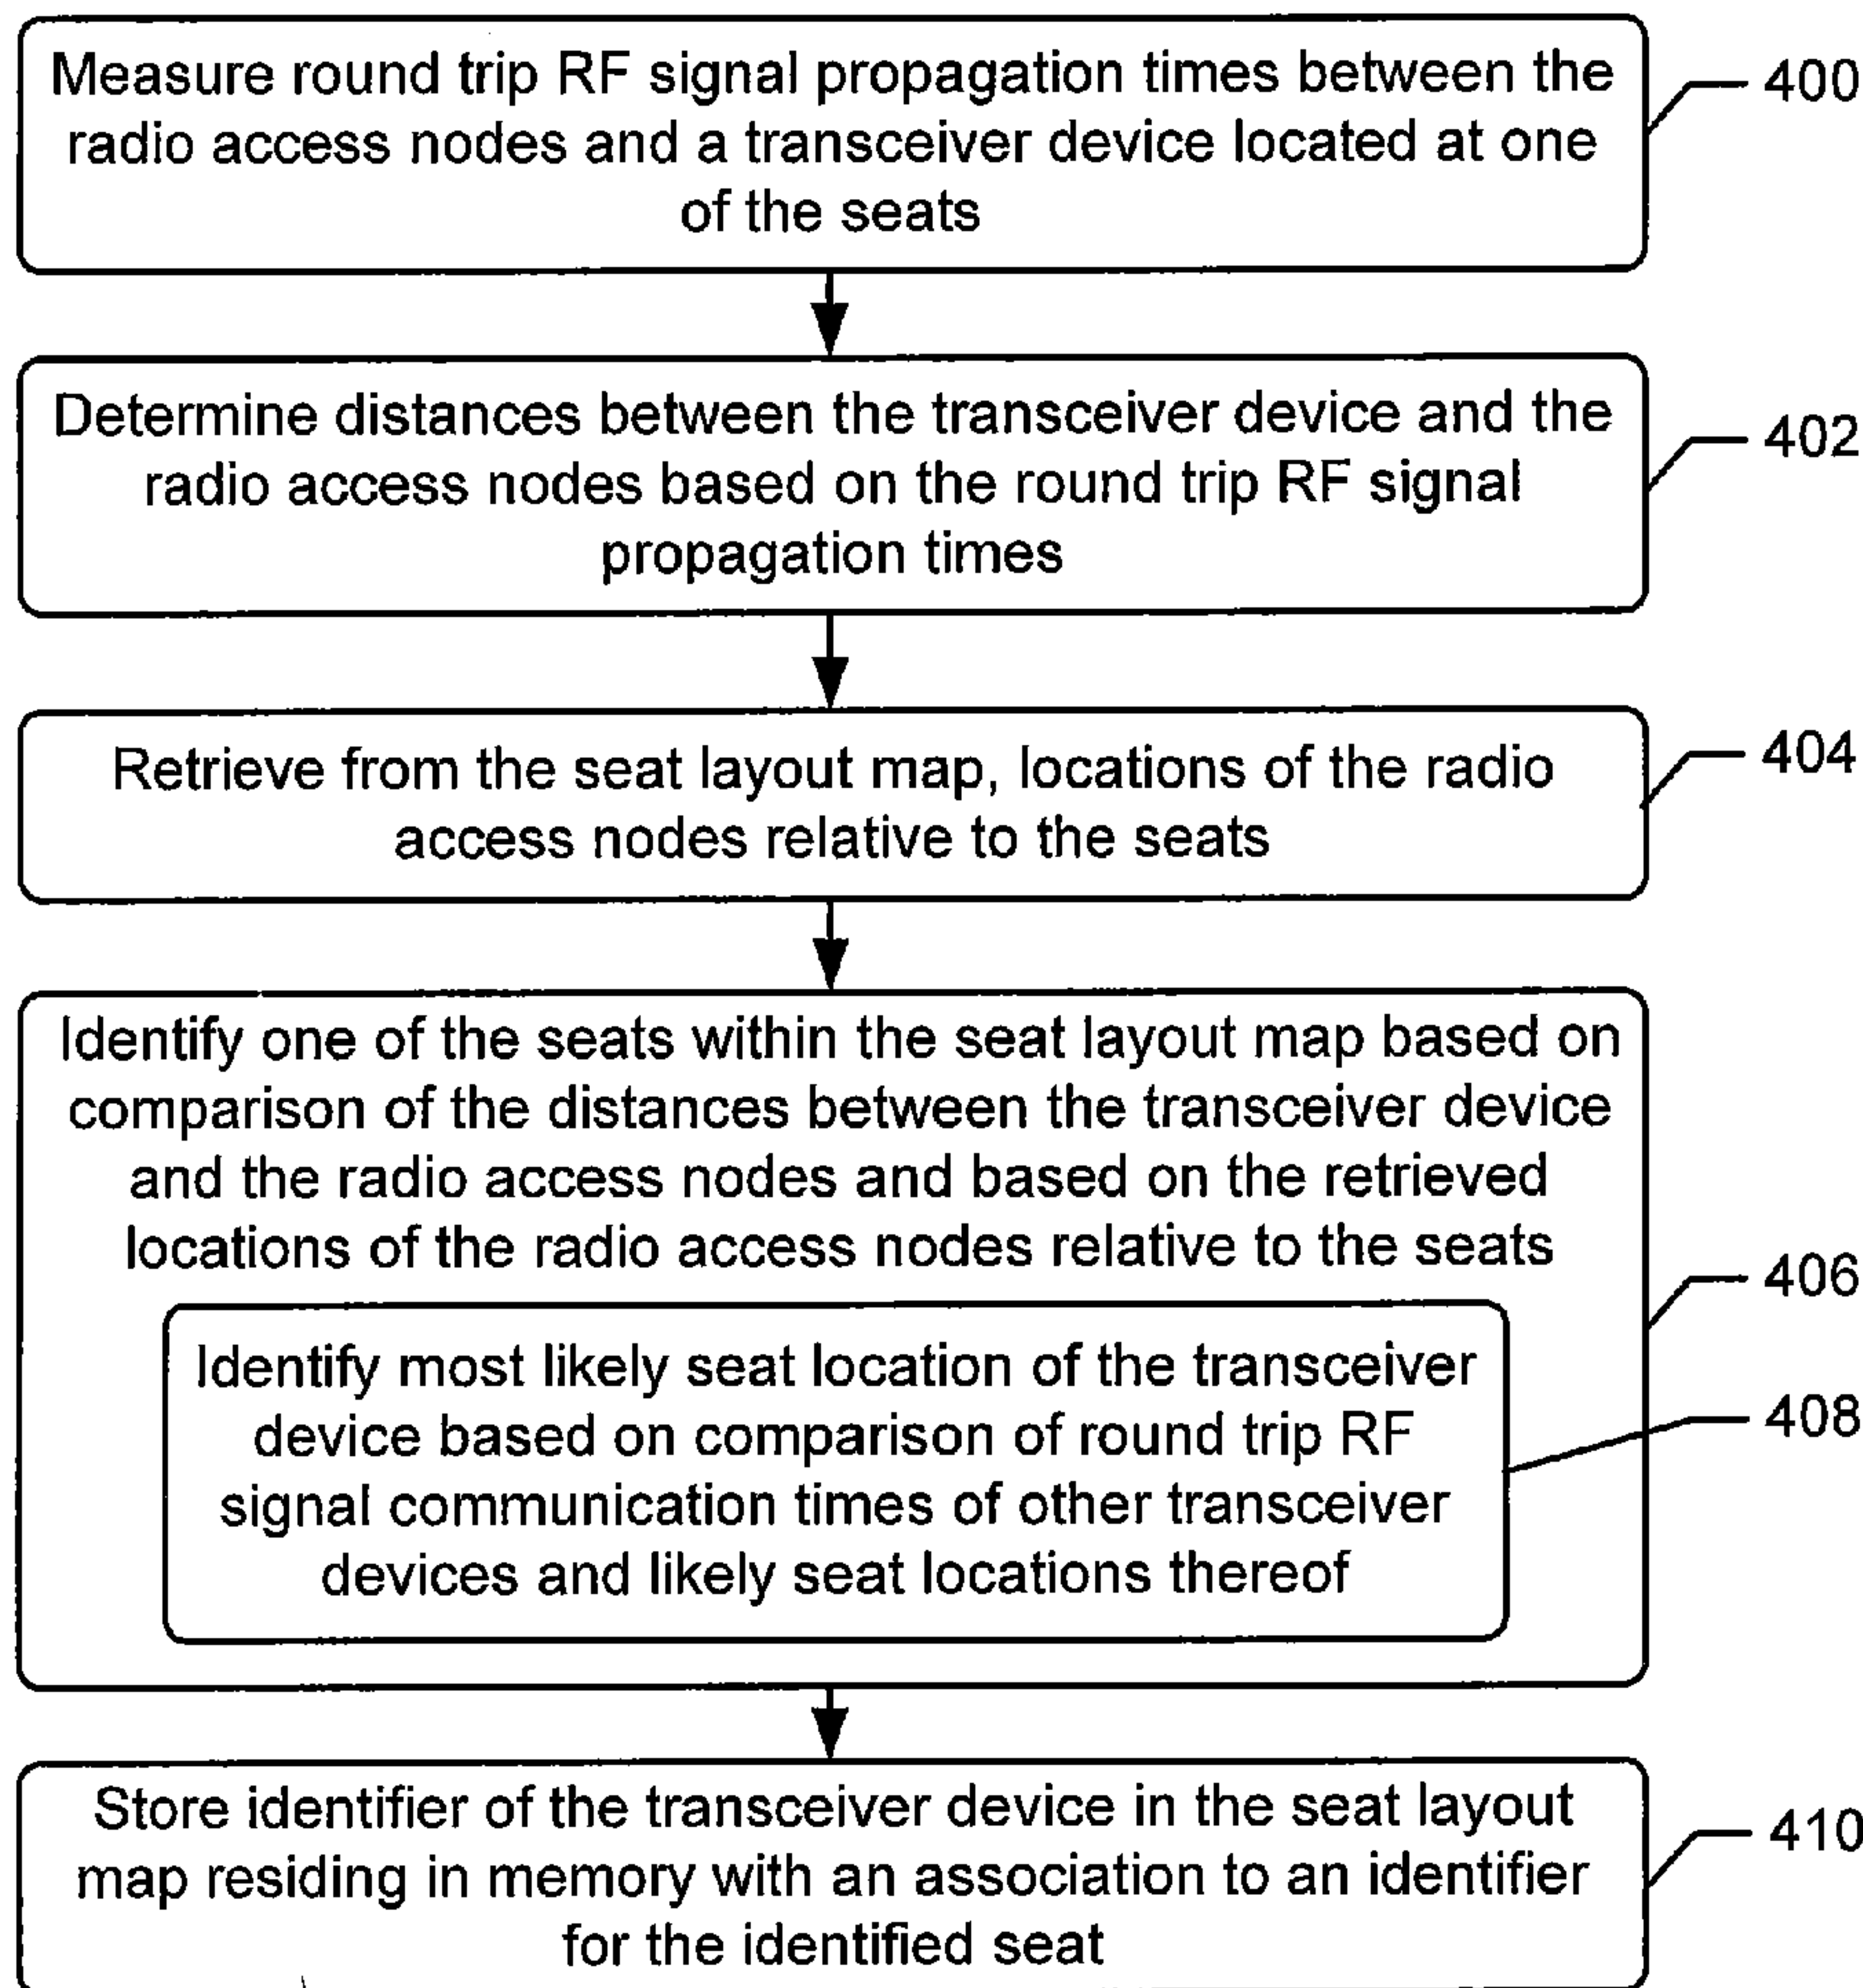 Measure round trip RF signal propagation times between the
radio access nodes and a transceiver device located at one
of the seats
400
Determine distances between the transceiver device and the
radio access nodes based on the round trip RF signal
propagation times
402
Retrieve from the seat layout map, locations of the radio
access nodes relative to the seats
404
Identify one of the seats within the seat layout map based on
comparison of the distances between the transceiver device
and the radio access nodes and based on the retrieved
locations of the radio access nodes relative to the seats
406
Identify most likely seat location of the transceiver
device based on comparison of round trip RF
signal communication times of other transceiver
devices and likely seat locations thereof
408
Store identifier of the transceiver device in the seat layout
map residing in memory with an association to an identifier
for the identified seat
410